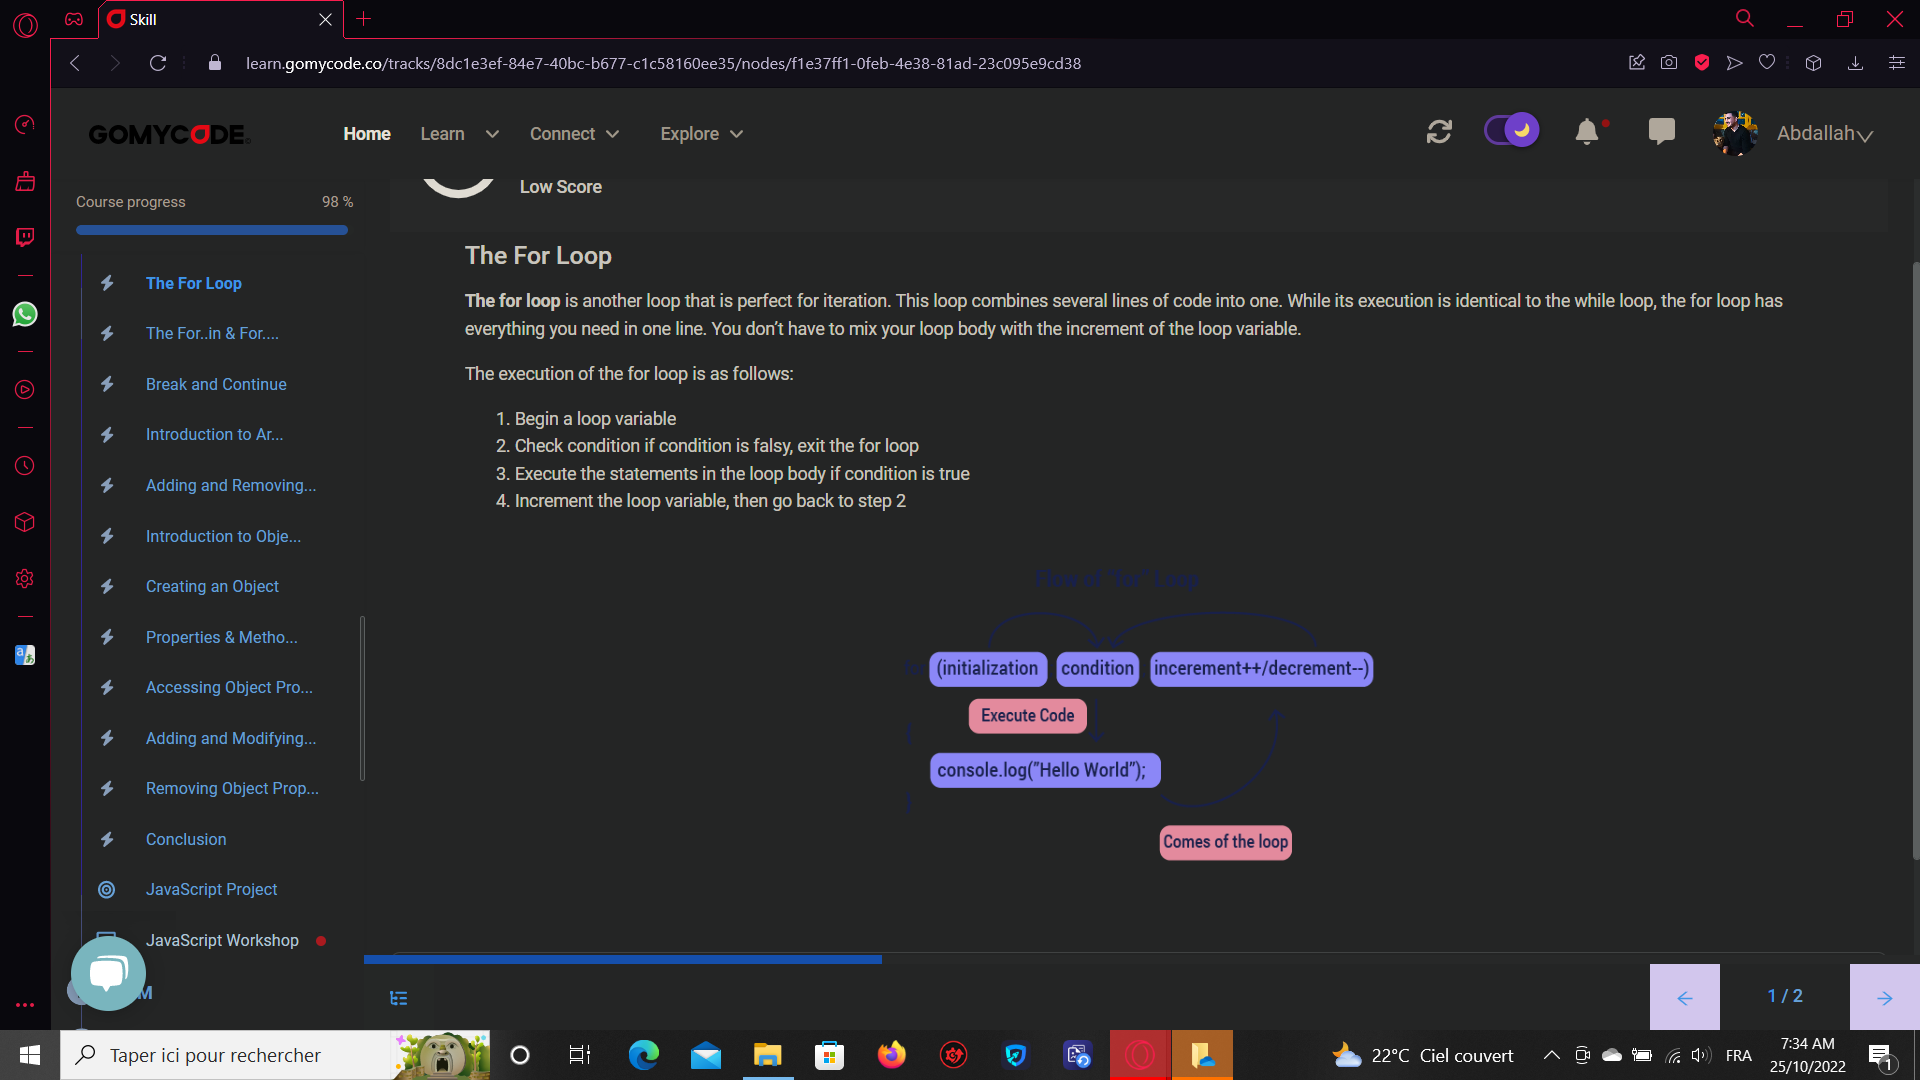 Skill
learn.gomycode.co/tracks/8dc1e3ef-84e7-40bc-b677-c1c58160ee35/nodes/f1e37ff1-0feb-4e38-81ad-23c095e9cd38
GOMYCODE
Home
Learn
Connect
Explore
Abdallah
Course progress
98 %
The For Loop
The For..in & For....
Break and Continue
Introduction to Ar...
Adding and Removing...
Introduction to Obje...
Creating an Object
Properties & Metho...
Accessing Object Pro...
Adding and Modifying...
Removing Object Prop...
Conclusion
JavaScript Project
JavaScript Workshop
Low Score
The For Loop
The for loop is another loop that is perfect for iteration. This loop combines several lines of code into one. While its execution is identical to the while loop, the for loop has
everything you need in one line. You don’t have to mix your loop body with the increment of the loop variable.
The execution of the for loop is as follows:
1. Begin a loop variable
2. Check condition if condition is falsy, exit the for loop
3. Execute the statements in the loop body if condition is true
4. Increment the loop variable, then go back to step 2
Flow of "for" Loop
for (initialization condition incerement++/decrement--)
Execute Code
{
console.log("Hello World");
}
Comes of the loop
1 / 2
Taper ici pour rechercher
22°C Ciel couvert
FRA
7:34 AM
25/10/2022
1